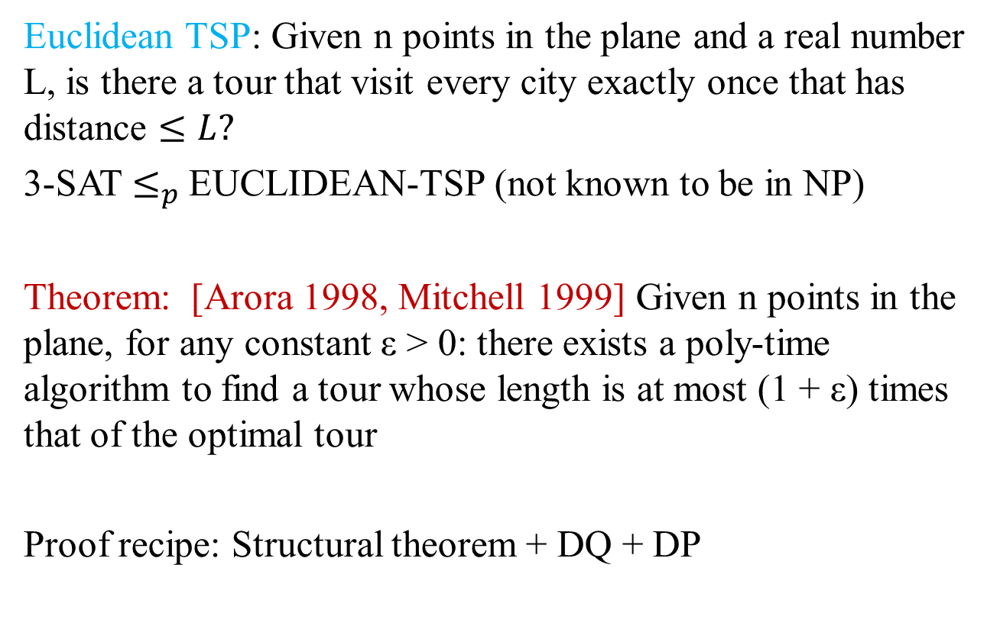 Euclidean TSP: Given n points in the plane and a real number
L, is there a tour that visit every city exactly once that has
distance ≤ L?
3-SAT ≤p EUCLIDEAN-TSP (not known to be in NP)
Theorem: [Arora 1998, Mitchell 1999] Given n points in the
plane, for any constant ε > 0: there exists a poly-time
algorithm to find a tour whose length is at most (1 + ε) times
that of the optimal tour
Proof recipe: Structural theorem + DQ + DP